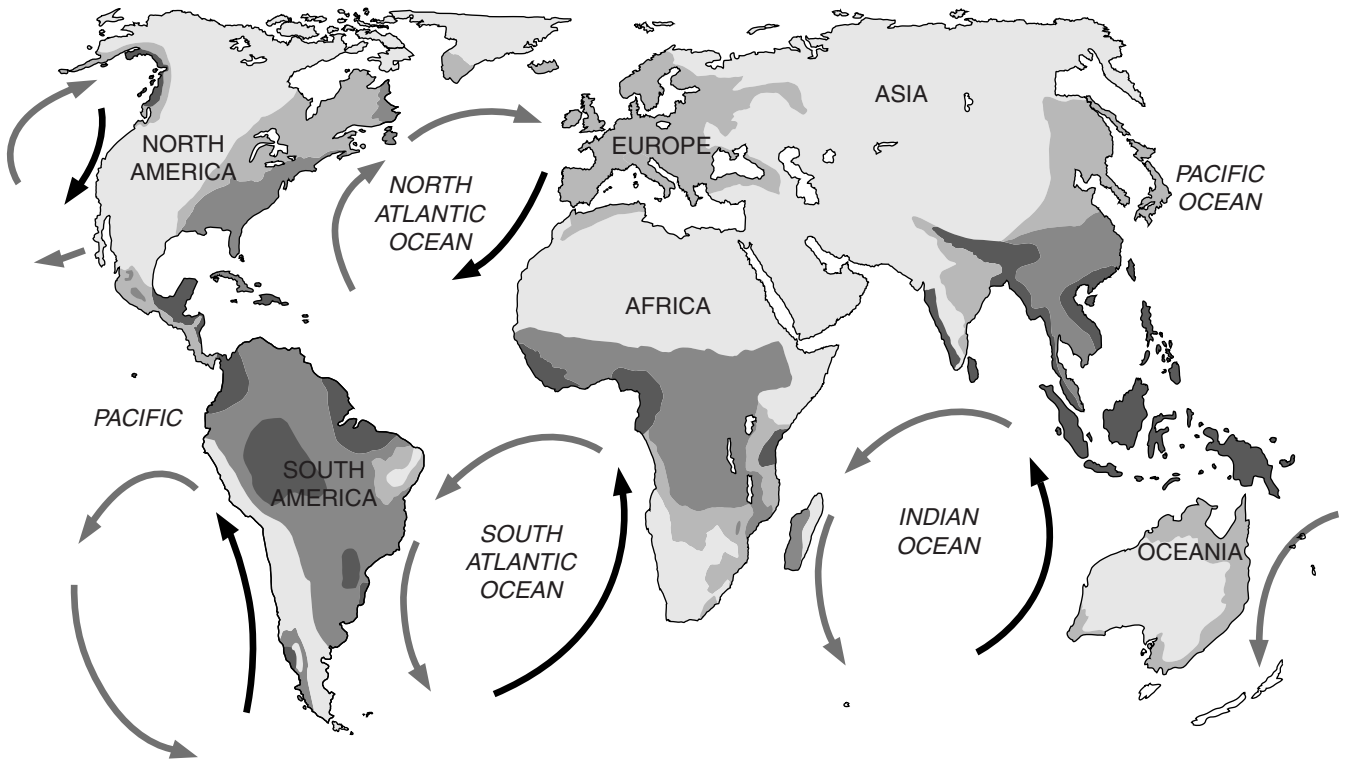 ASIA
NORTH
AMERICA
EUROPE
PACIFIC
OCEAN
NORTH
ATLANTIC
OCEAN
AFRICA
PACIFIC
SOUTH
AMERICA
SOUTH
ATLANTIC
OCEAN
INDIAN
OCEAN
OCEANIA